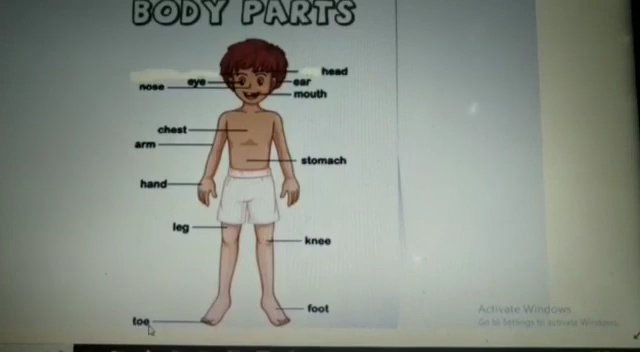 BODY PARTS
head
eye
ear
nose
mouth
chest
arm
stomach
hand
leg
knee
foot
toe
Activate Windows
Go to Settings to activate Windows.